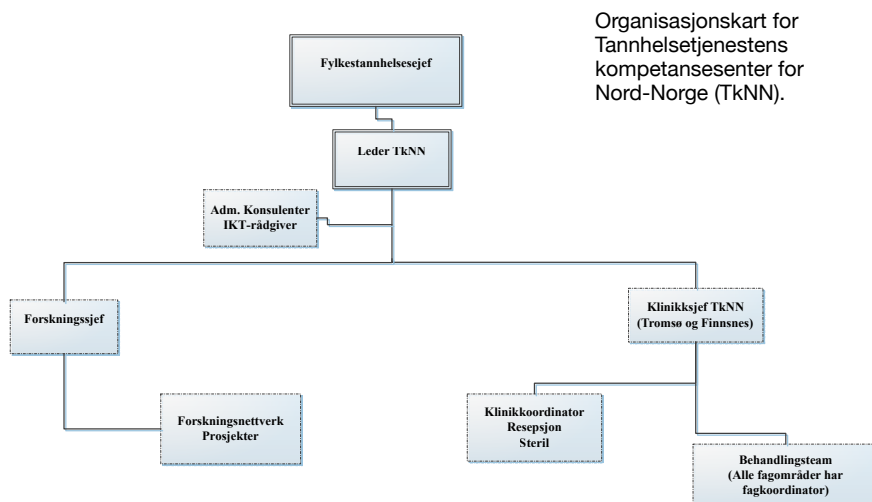 Organisasjonskart for
Tannhelsetjenestens
kompetansesenter for
Nord-Norge (TkNN).
Fylkestannhelsesejef
Leder TkNN
Adm. Konsulenter
IKT-rådgiver
Forskningssjef
Klinikksjef TkNN
(Tromsø og Finnsnes)
Forskningsnettverk
Prosjekter
Klinikkoordinator
Resepsjon
Steril
Behandlingsteam
(Alle fagområder har
fagkoordinator)